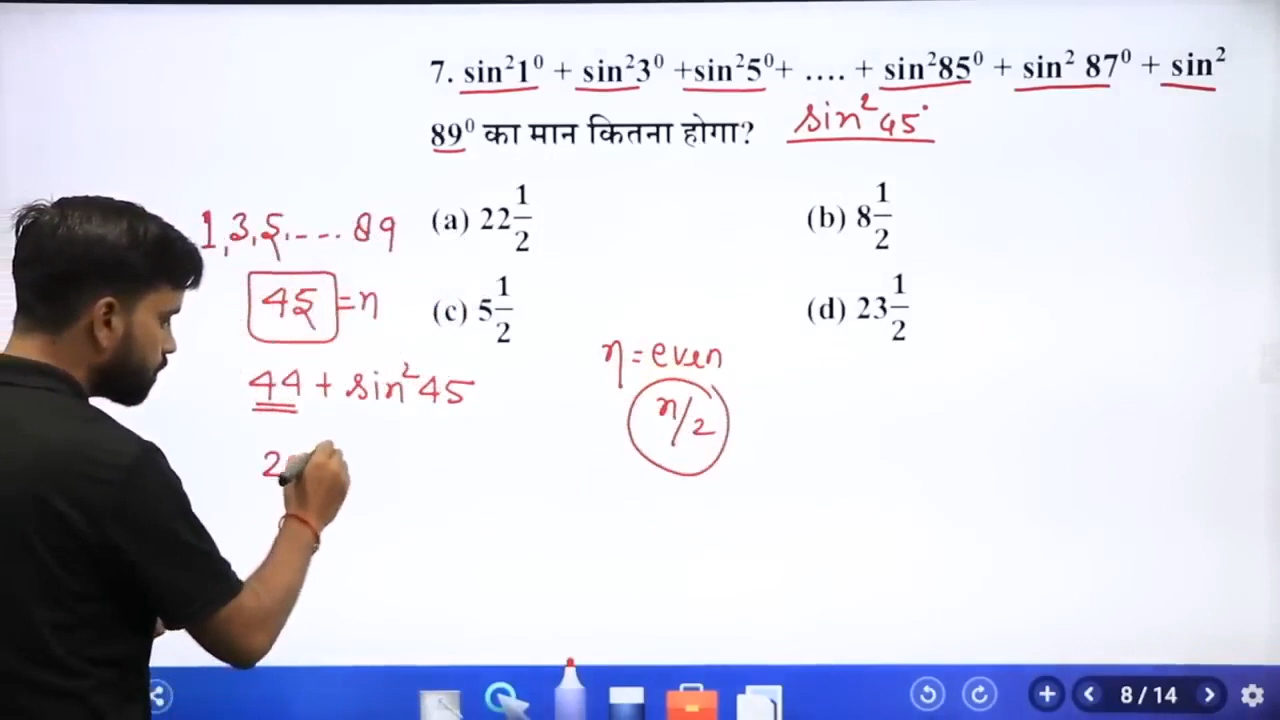 7. sin²1⁰ + sin²3⁰ +sin²5⁰+ .... + sin²85⁰ + sin² 87⁰ + sin²
89⁰ का मान कितना होगा? sin²45°
1, 3, 5, --- 89
(a) 22 1/2
(b) 8 1/2
45 = n
(c) 5 1/2
(d) 23 1/2
n = even
44 + sin²45
n/2
2
8 / 14